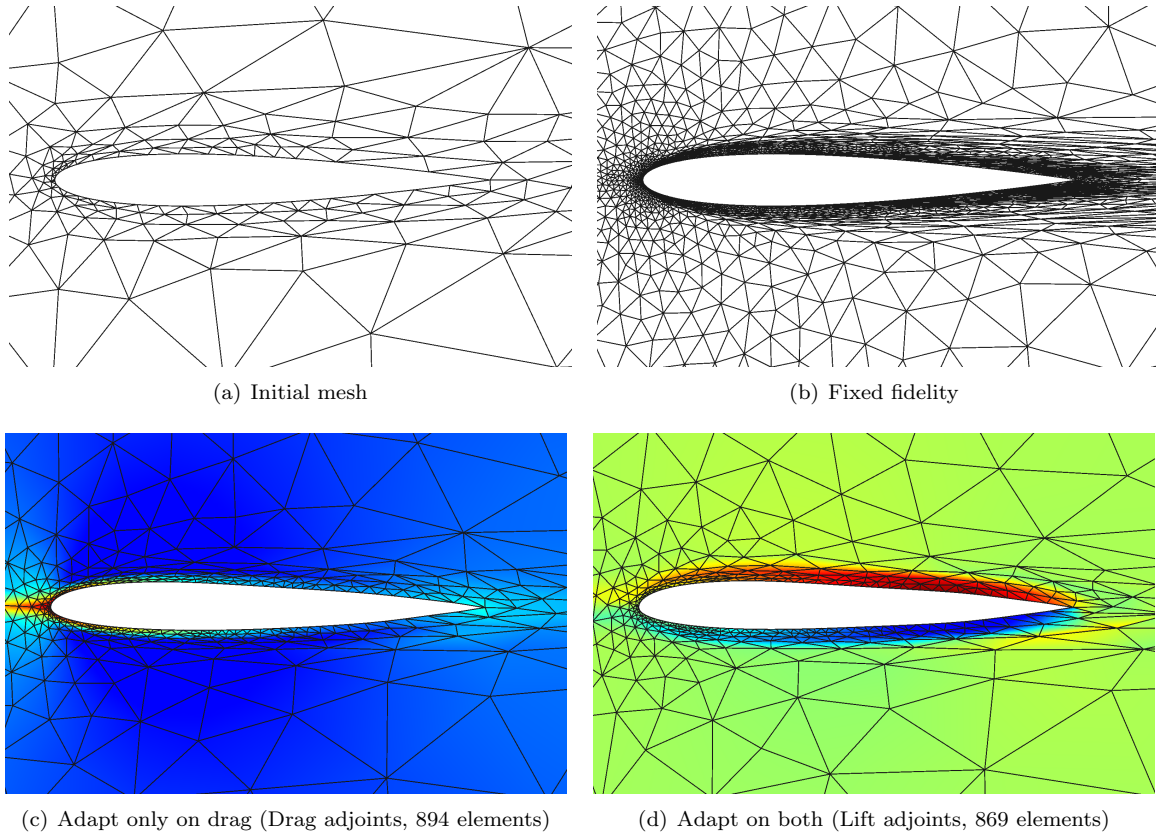 (a) Initial mesh
(b) Fixed fidelity
(c) Adapt only on drag (Drag adjoints, 894 elements)
(d) Adapt on both (Lift adjoints, 869 elements)